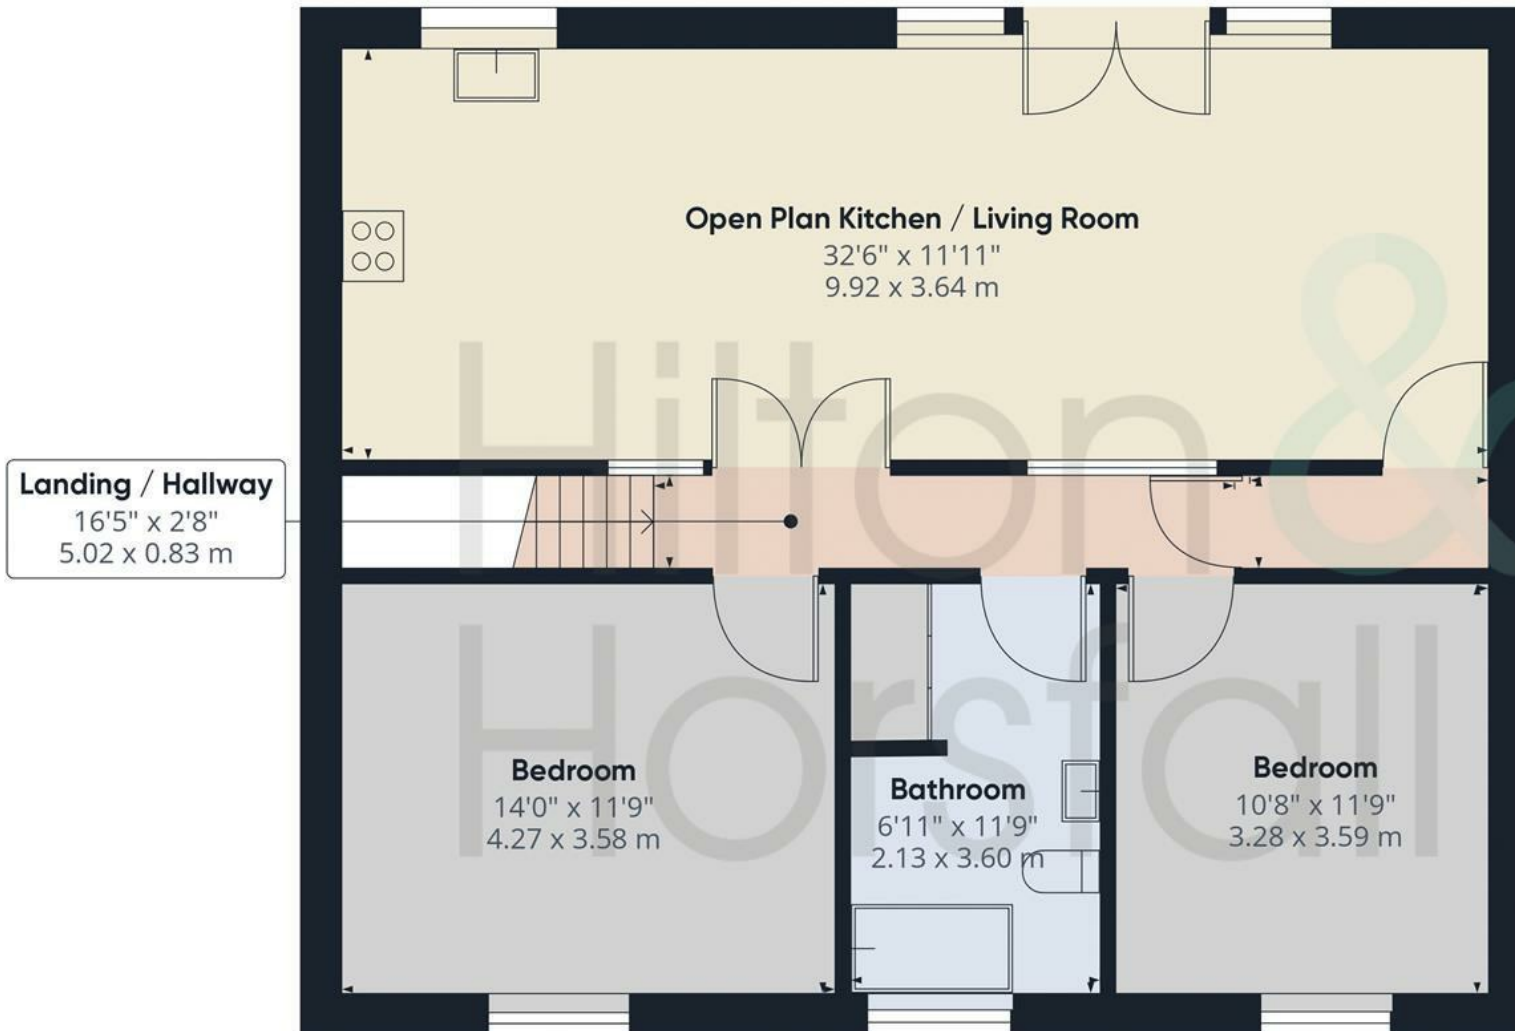 Open Plan Kitchen / Living Room
32'6" x 11'11"
9.92 x 3.64 m
Landing / Hallway
16'5" x 2'8"
5.02 x 0.83 m
Bedroom
14'0" x 11'9"
4.27 x 3.58 m
Bathroom
6'11" x 11'9"
2.13 x 3.60 m
Bedroom
10'8" x 11'9"
3.28 x 3.59 m
Hilton &
Horsfall